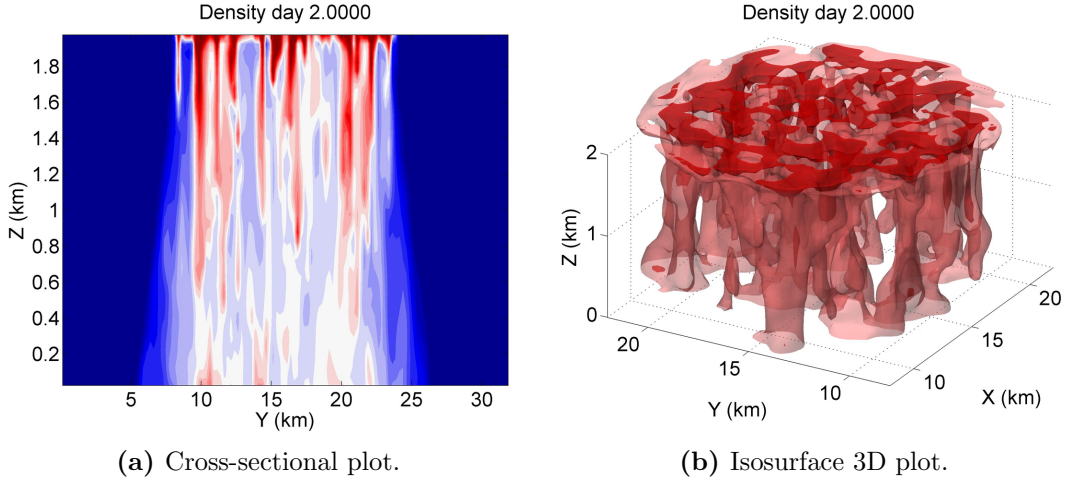 Density day 2.0000
1.8
1.6
1.4
1.2
1
0.8
0.6
0.4
0.2
Z (km)
5 10 15 20 25 30
Y (km)
(a) Cross-sectional plot.
Density day 2.0000
2
1
0
Z (km)
20 15 10
Y (km)
10 15 20
X (km)
(b) Isosurface 3D plot.